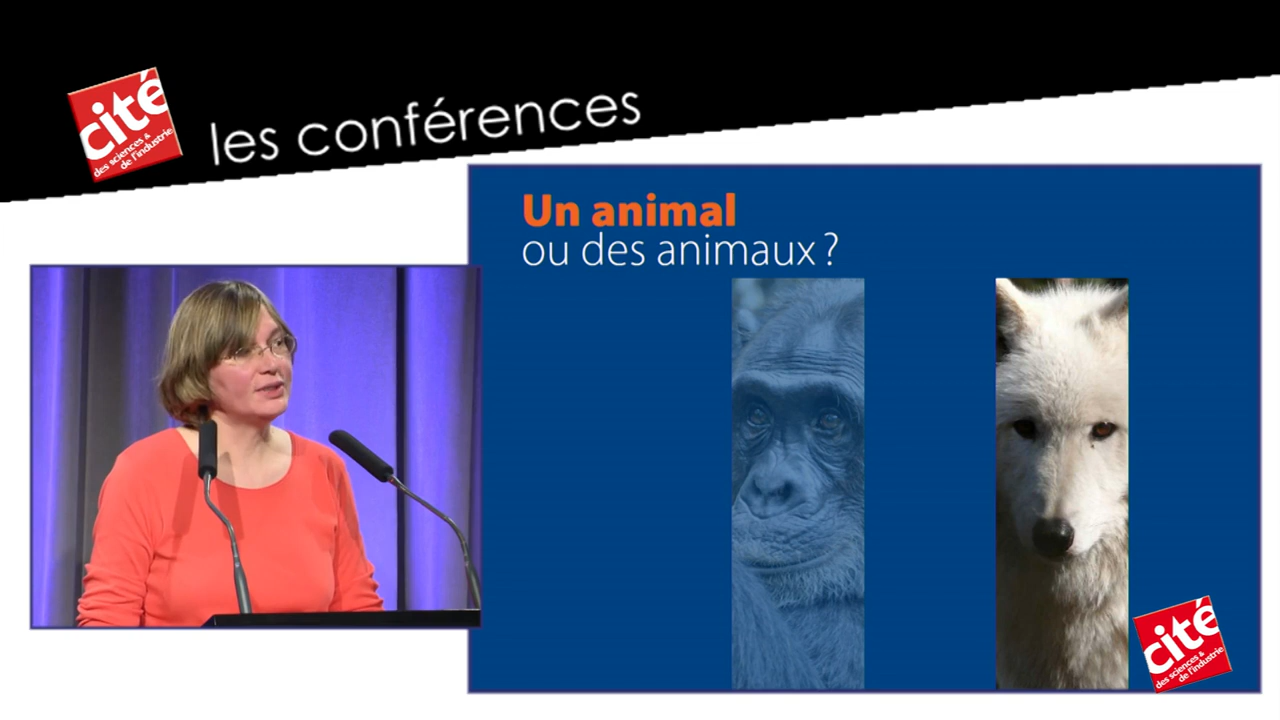 cité
des sciences &
de l'industrie
les conférences
Un animal
ou des animaux ?
cité
des sciences &
de l'industrie